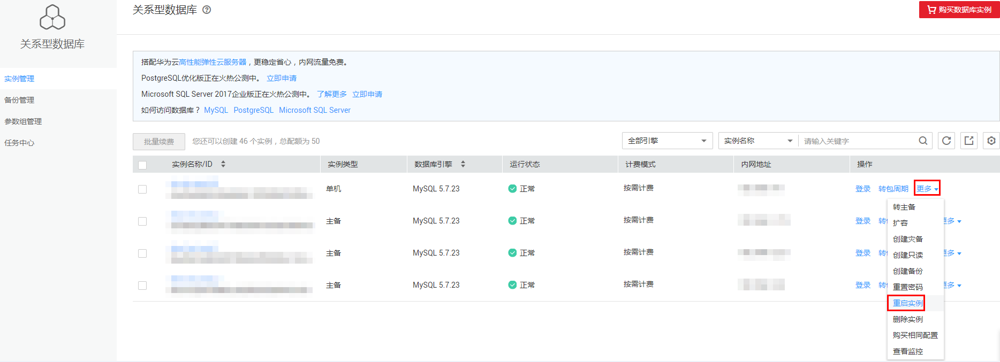 关系型数据库
购买数据库实例
关系型数据库
实例管理
备份管理
参数组管理
任务中心
搭配华为云高性能弹性云服务器，更稳定省心，内网流量免费。
PostgreSQL优化版正在火热公测中。 立即申请
Microsoft SQL Server 2017企业版正在火热公测中。 了解更多 立即申请
如何访问数据库？ MySQL PostgreSQL Microsoft SQL Server
批量续费 您还可以创建 46 个实例，总配额为 50 全部引擎 实例名称 请输入关键字
实例名称/ID 实例类型 数据库引擎 运行状态 计费模式 内网地址 操作
单机 MySQL 5.7.23 正常 按需计费 登录 转包周期 更多
主备 MySQL 5.7.23 正常 按需计费 登录 更多
主备 MySQL 5.7.23 正常 按需计费 登录 更多
主备 MySQL 5.7.23 正常 按需计费 登录 更多
转主备
扩容
创建灾备
创建只读
创建备份
重置密码
重启实例
删除实例
购买相同配置
查看监控